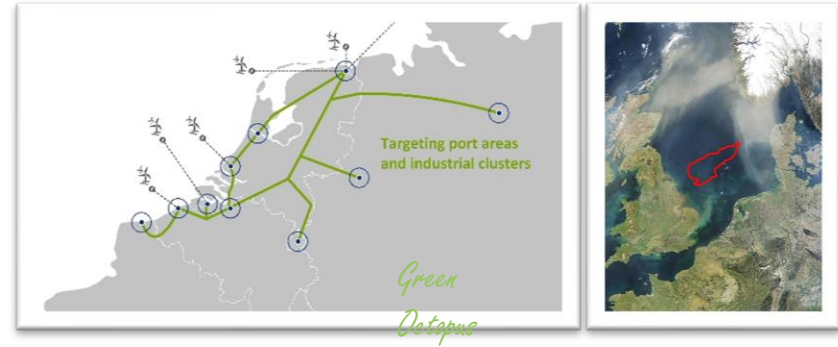 Targeting port areas
and industrial clusters
Green
Octopus